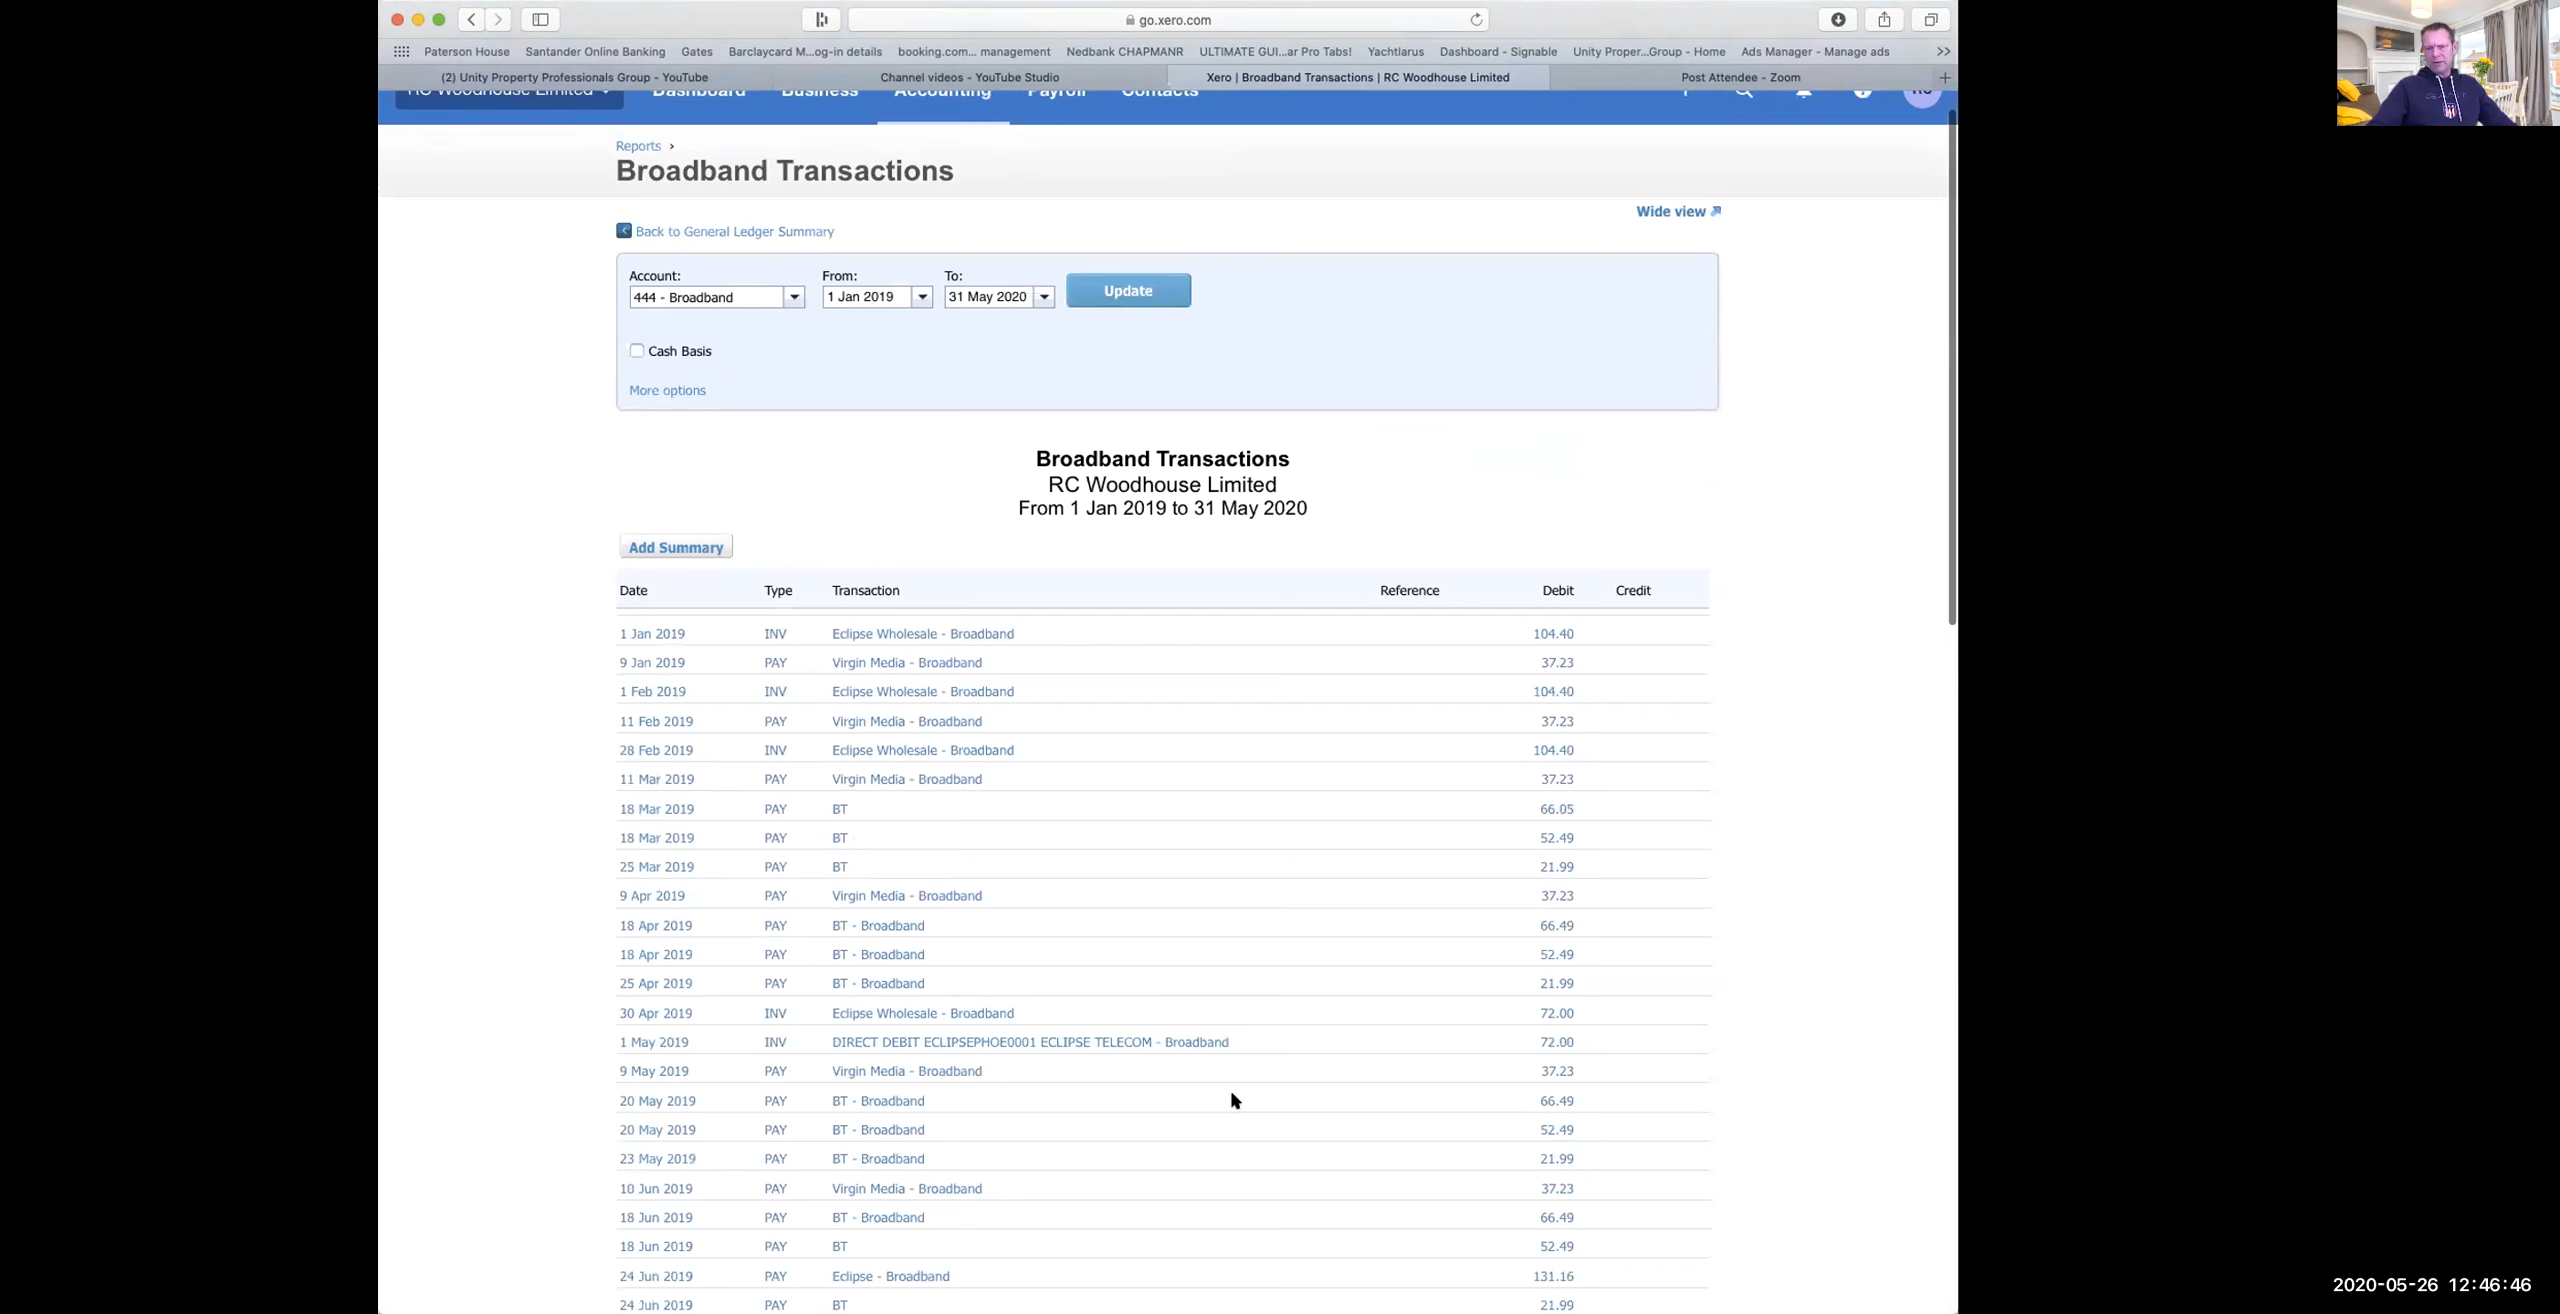 go.xero.com
Paterson House Santander Online Banking Gates Barclaycard M...og-in details booking.com... management Nedbank CHAPMANR ULTIMATE GUI...ar Pro Tabs! Yachtlarus Dashboard - Signable Unity Proper...Group - Home Ads Manager - Manage ads
(2) Unity Property Professionals Group - YouTube Channel videos - YouTube Studio Xero | Broadband Transactions | RC Woodhouse Limited Post Attendee - Zoom
RC Woodhouse Limited Dashboard Business Accounting Payroll Contacts
Reports ›
Broadband Transactions
Wide view
Back to General Ledger Summary
Account: From: To:
444 - Broadband 1 Jan 2019 31 May 2020 Update
Cash Basis
More options
Broadband Transactions
RC Woodhouse Limited
From 1 Jan 2019 to 31 May 2020
Add Summary
Date Type Transaction Reference Debit Credit
1 Jan 2019 INV Eclipse Wholesale - Broadband 104.40
9 Jan 2019 PAY Virgin Media - Broadband 37.23
1 Feb 2019 INV Eclipse Wholesale - Broadband 104.40
11 Feb 2019 PAY Virgin Media - Broadband 37.23
28 Feb 2019 INV Eclipse Wholesale - Broadband 104.40
11 Mar 2019 PAY Virgin Media - Broadband 37.23
18 Mar 2019 PAY BT 66.05
18 Mar 2019 PAY BT 52.49
25 Mar 2019 PAY BT 21.99
9 Apr 2019 PAY Virgin Media - Broadband 37.23
18 Apr 2019 PAY BT - Broadband 66.49
18 Apr 2019 PAY BT - Broadband 52.49
25 Apr 2019 PAY BT - Broadband 21.99
30 Apr 2019 INV Eclipse Wholesale - Broadband 72.00
1 May 2019 INV DIRECT DEBIT ECLIPSEPHOE0001 ECLIPSE TELECOM - Broadband 72.00
9 May 2019 PAY Virgin Media - Broadband 37.23
20 May 2019 PAY BT - Broadband 66.49
20 May 2019 PAY BT - Broadband 52.49
23 May 2019 PAY BT - Broadband 21.99
10 Jun 2019 PAY Virgin Media - Broadband 37.23
18 Jun 2019 PAY BT - Broadband 66.49
18 Jun 2019 PAY BT 52.49
24 Jun 2019 PAY Eclipse - Broadband 131.16
24 Jun 2019 PAY BT 21.99
2020-05-26 12:46:46